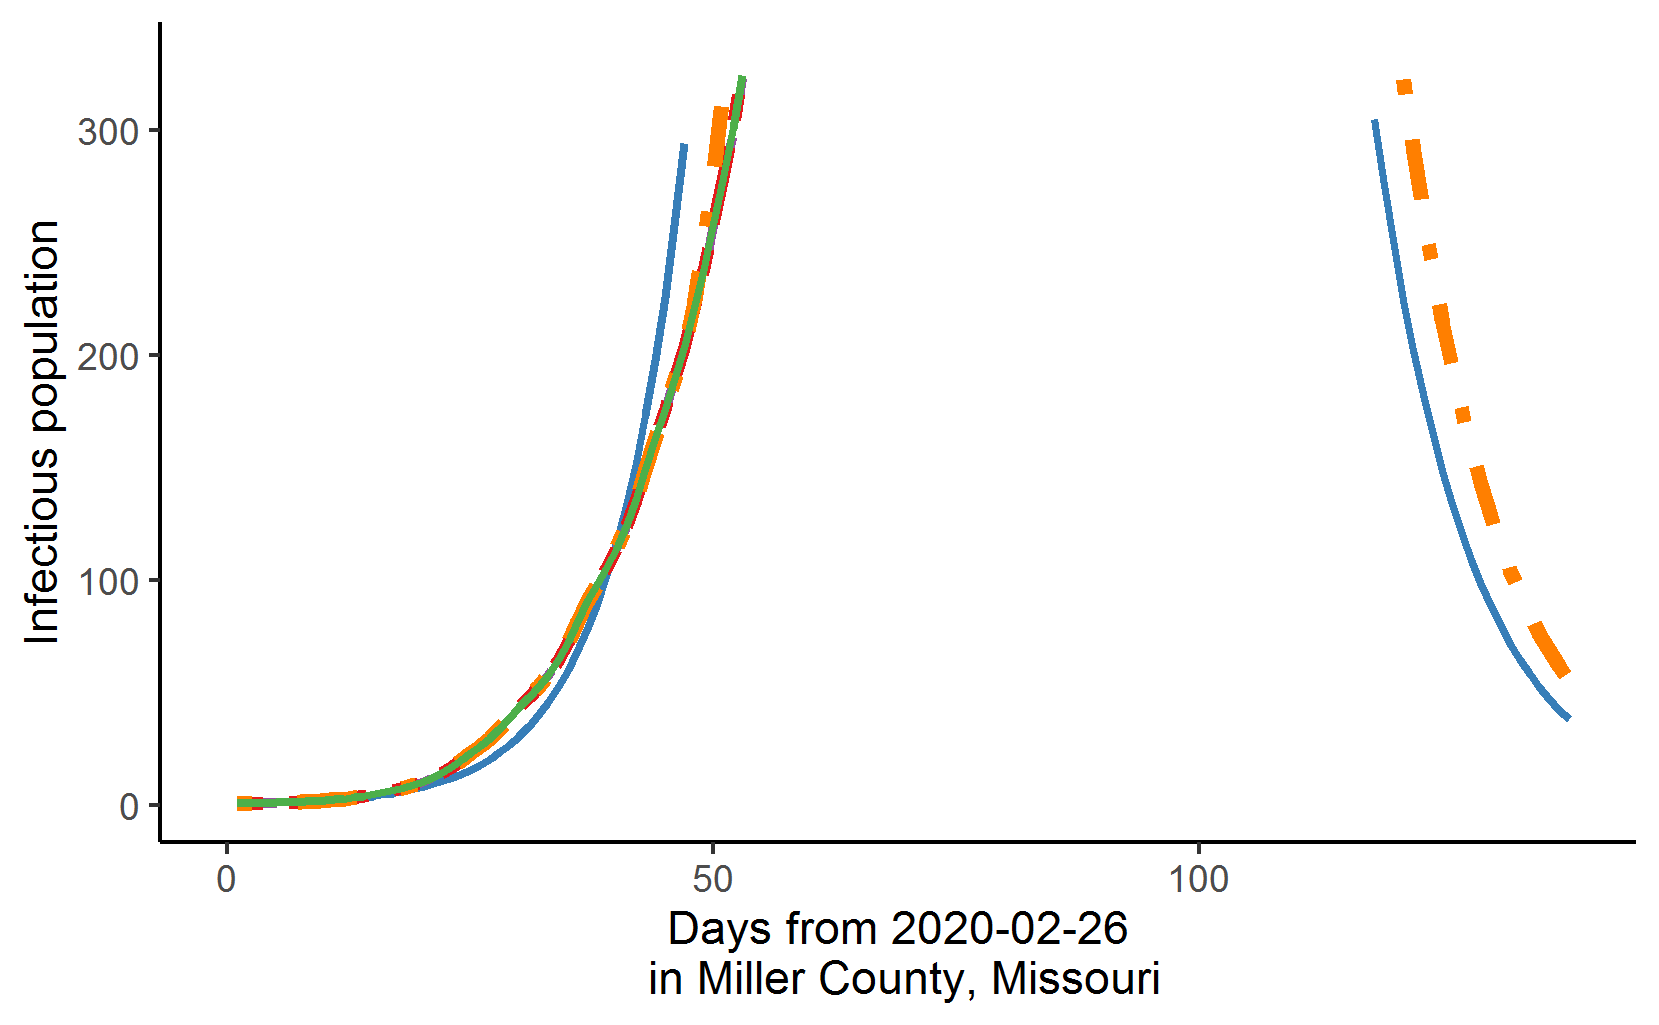 Infectious population
300
200
100
0
0 50 100
Days from 2020-02-26
in Miller County, Missouri